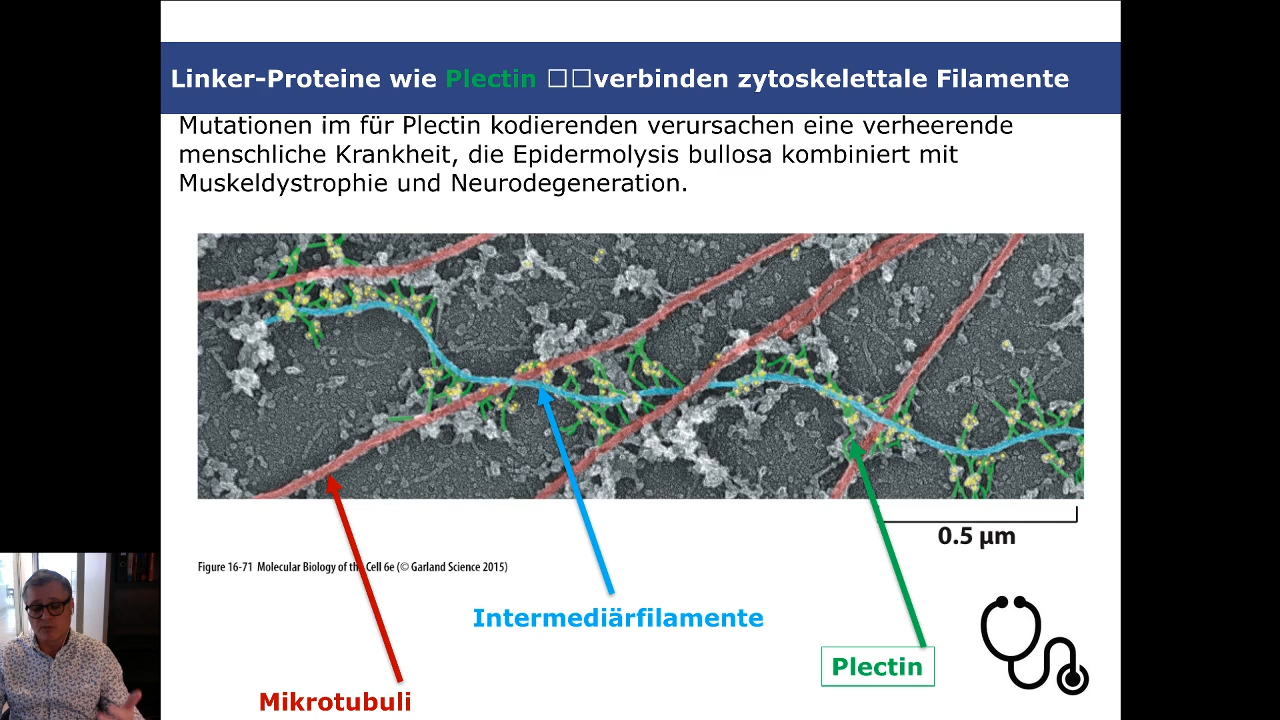 Linker-Proteine wie Plectin □□verbinden zytoskelettale Filamente
Mutationen im für Plectin kodierenden verursachen eine verheerende
menschliche Krankheit, die Epidermolysis bullosa kombiniert mit
Muskeldystrophie und Neurodegeneration.
0.5 µm
Figure 16-71 Molecular Biology of the Cell 6e (© Garland Science 2015)
Intermediärfilamente
Plectin
Mikrotubuli